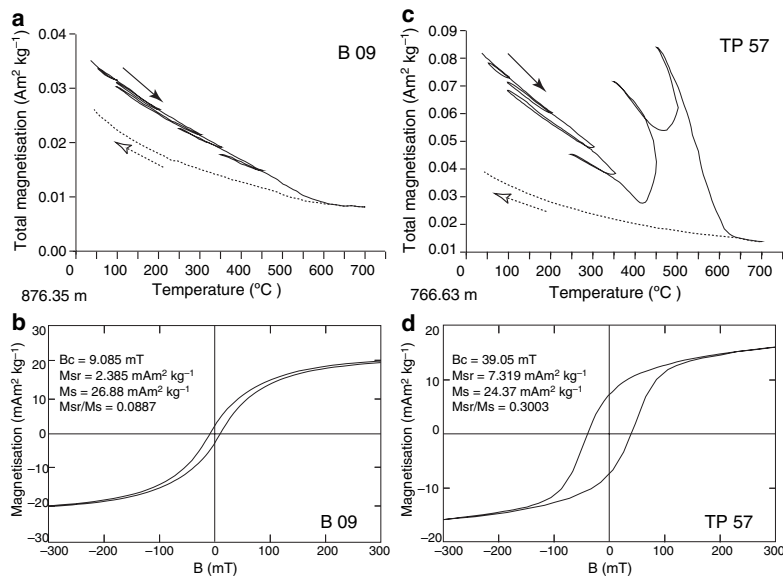 a
B 09
Total magnetisation (Am² kg⁻¹)
0.04
0.03
0.02
0.01
0.00
0 100 200 300 400 500 600 700
Temperature (ºC)
876.35 m
c
TP 57
Total magnetisation (Am² kg⁻¹)
0.09
0.08
0.07
0.06
0.05
0.04
0.03
0.02
0.01
0 100 200 300 400 500 600 700
Temperature (ºC)
766.63 m
b
Magnetisation (mAm² kg⁻¹)
30
20
10
0
−10
−20
−30
Bc = 9.085 mT
Msr = 2.385 mAm² kg⁻¹
Ms = 26.88 mAm² kg⁻¹
Msr/Ms = 0.0887
B 09
−300 −200 −100 0 100 200 300
B (mT)
d
Magnetisation (mAm² kg⁻¹)
20
10
0
−10
−20
Bc = 39.05 mT
Msr = 7.319 mAm² kg⁻¹
Ms = 24.37 mAm² kg⁻¹
Msr/Ms = 0.3003
TP 57
−300 −200 −100 0 100 200 300
B (mT)